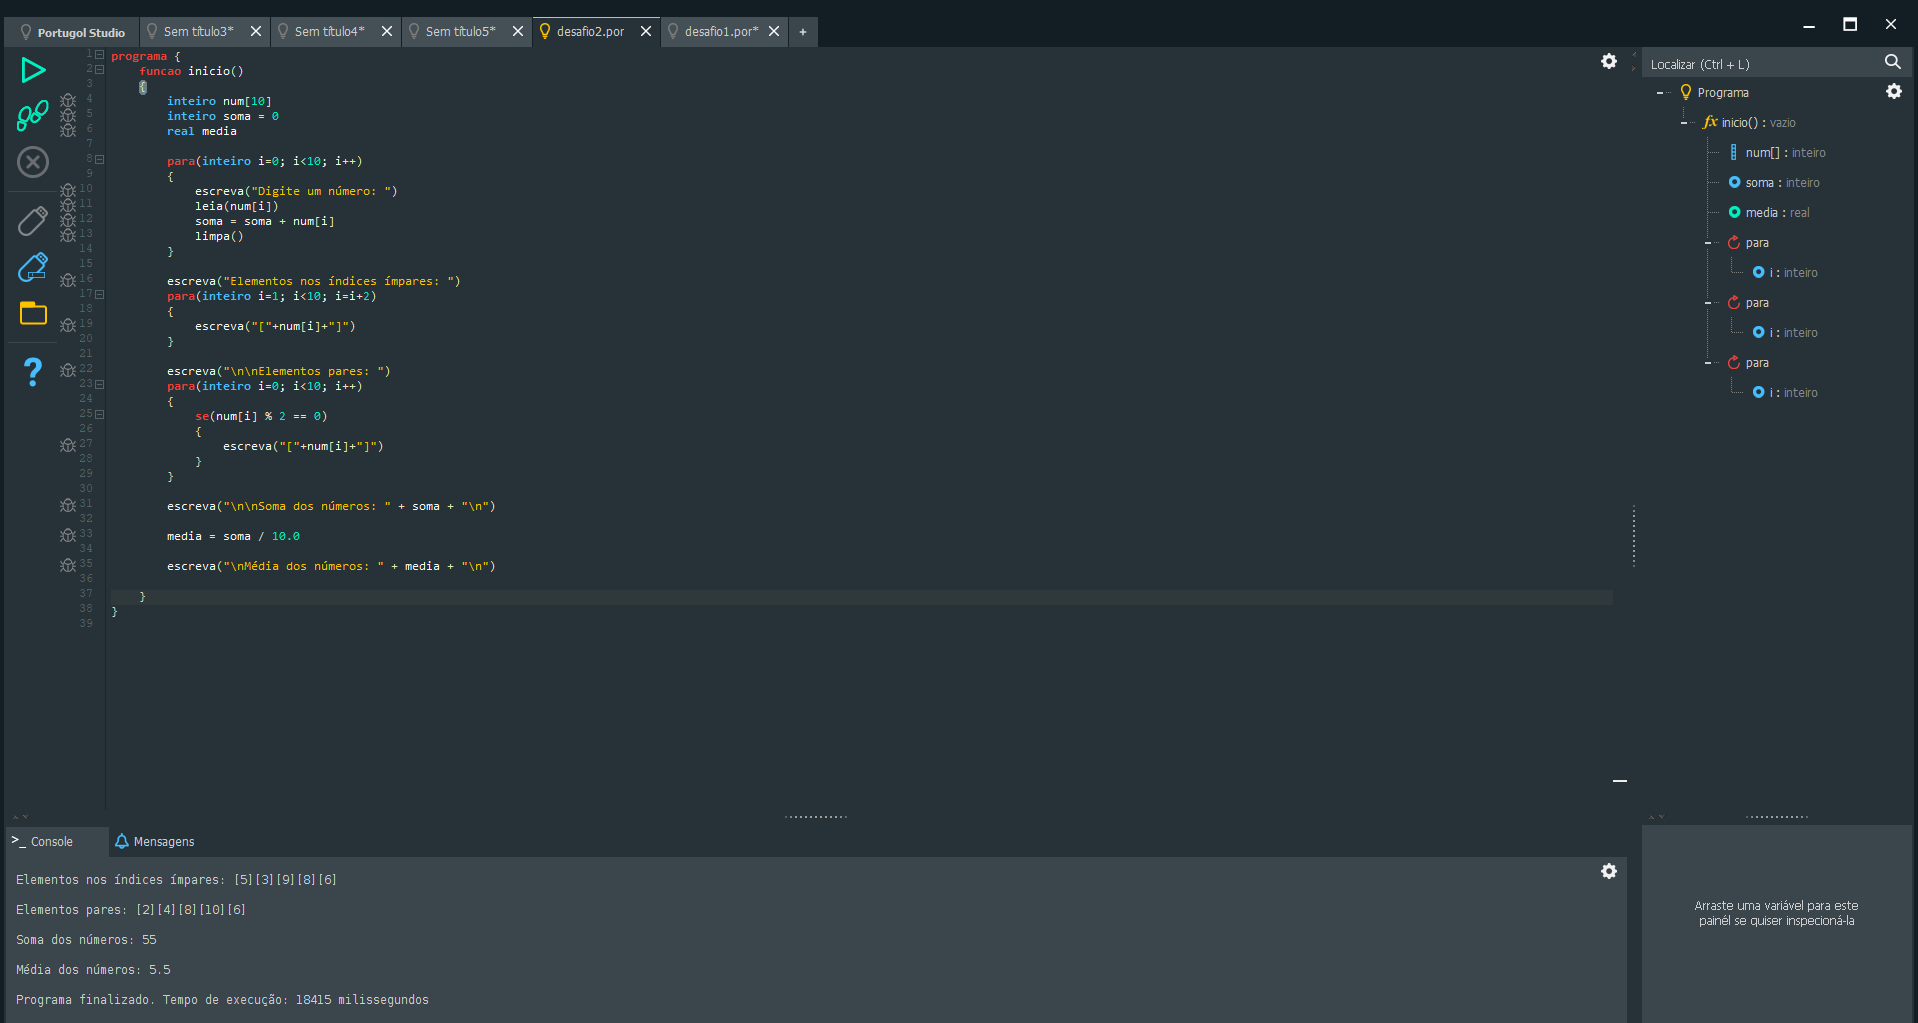 Portugol Studio
Sem título3*
Sem título4*
Sem título5*
desafio2.por
desafio1.por*
+
1 programa {
2     funcao inicio()
3     {
4         inteiro num[10]
5         inteiro soma = 0
6         real media
7
8         para(inteiro i=0; i<10; i++)
9         {
10             escreva("Digite um número: ")
11             leia(num[i])
12             soma = soma + num[i]
13             limpa()
14         }
15
16         escreva("Elementos nos índices ímpares: ")
17         para(inteiro i=1; i<10; i=i+2)
18         {
19             escreva("["+num[i]+"]")
20         }
21
22         escreva("\n\nElementos pares: ")
23         para(inteiro i=0; i<10; i++)
24         {
25             se(num[i] % 2 == 0)
26             {
27                 escreva("["+num[i]+"]")
28             }
29         }
30
31         escreva("\n\nSoma dos números: " + soma + "\n")
32
33         media = soma / 10.0
34
35         escreva("\nMédia dos números: " + media + "\n")
36
37     }
38 }
39
Localizar (Ctrl + L)
Programa
fx inicio() : vazio
num[] : inteiro
soma : inteiro
media : real
para
i : inteiro
para
i : inteiro
para
i : inteiro
>_ Console
Mensagens
Elementos nos índices ímpares: [5][3][9][8][6]
Elementos pares: [2][4][8][10][6]
Soma dos números: 55
Média dos números: 5.5
Programa finalizado. Tempo de execução: 18415 milissegundos
Arraste uma variável para este
painél se quiser inspecioná-la